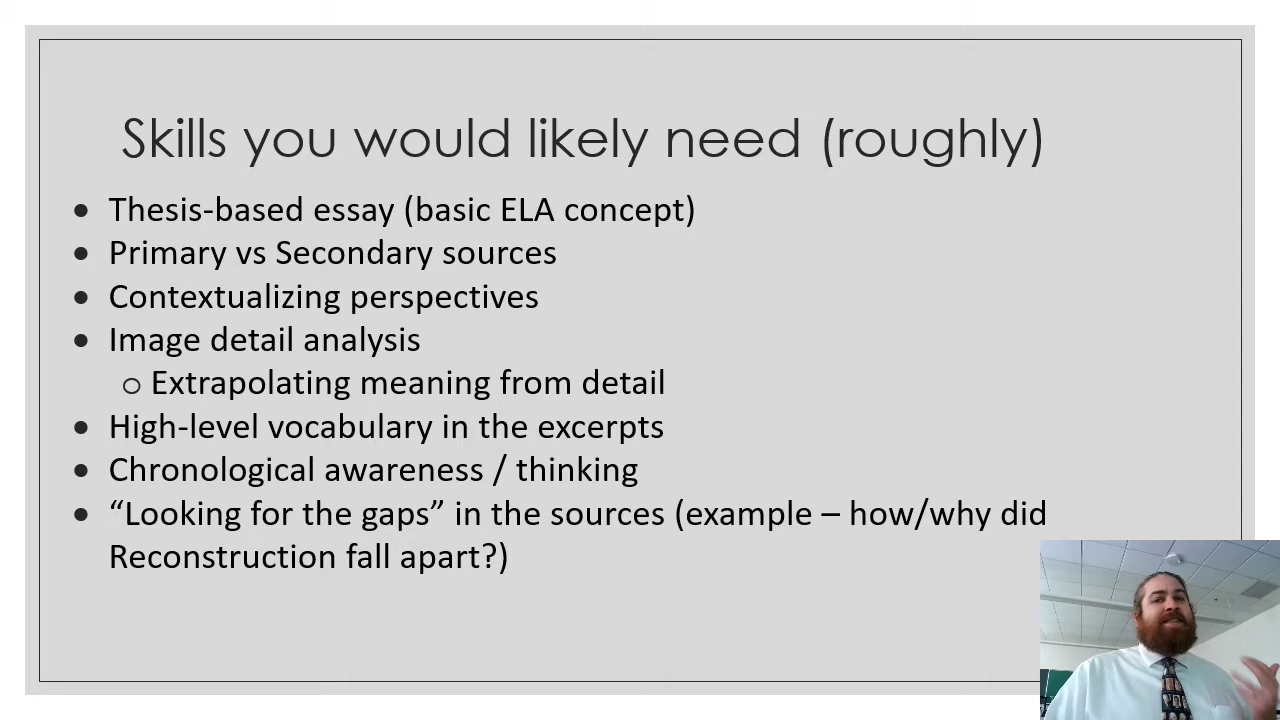 Skills you would likely need (roughly)
• Thesis-based essay (basic ELA concept)
• Primary vs Secondary sources
• Contextualizing perspectives
• Image detail analysis
o Extrapolating meaning from detail
• High-level vocabulary in the excerpts
• Chronological awareness / thinking
• “Looking for the gaps” in the sources (example – how/why did
Reconstruction fall apart?)